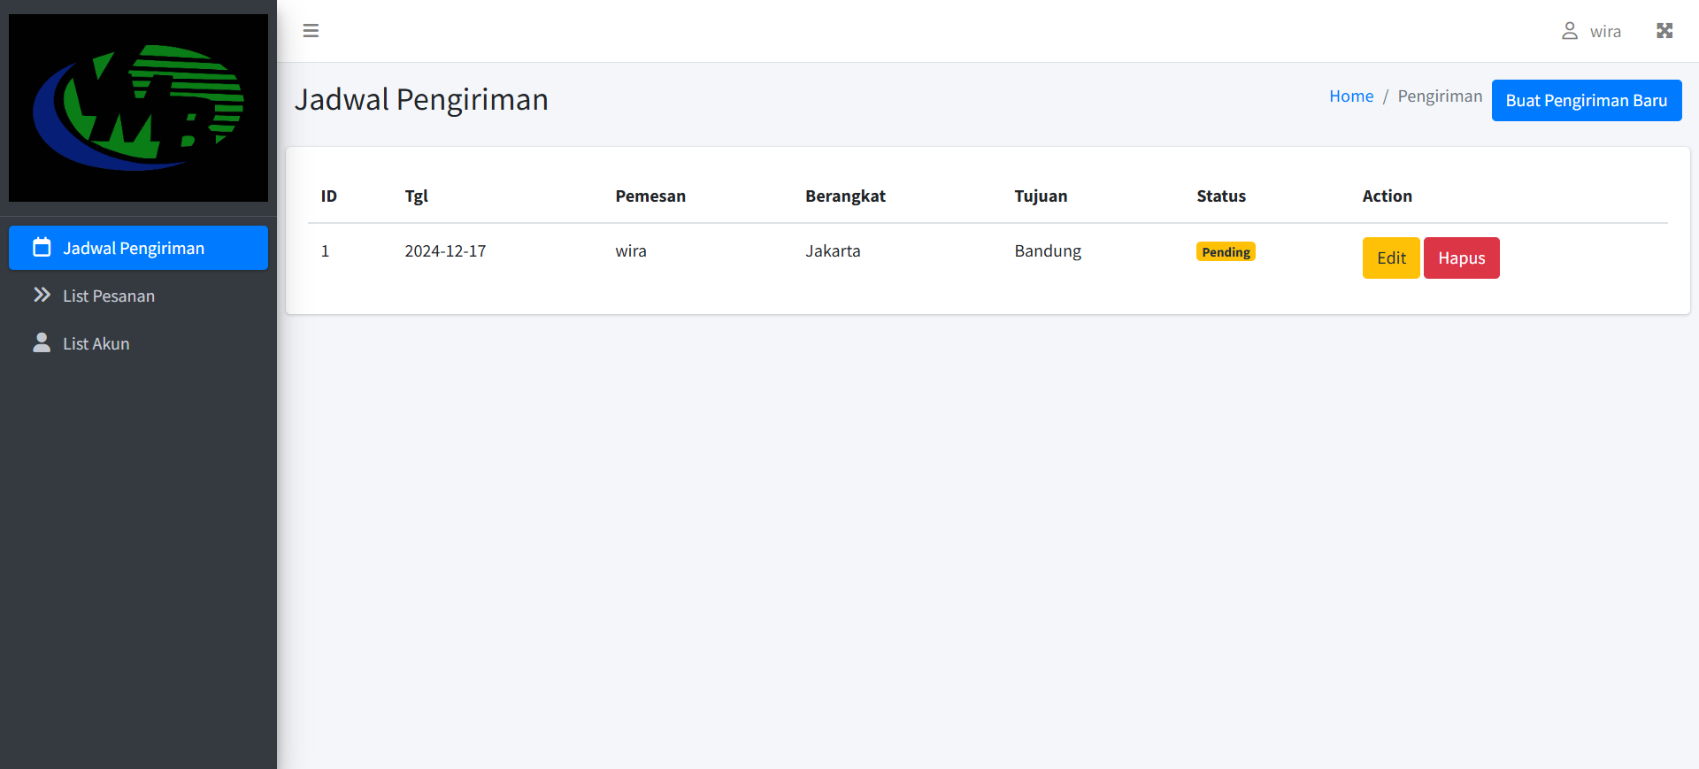 wira
Jadwal Pengiriman
Home / Pengiriman
Buat Pengiriman Baru
Jadwal Pengiriman
List Pesanan
List Akun
ID Tgl Pemesan Berangkat Tujuan Status Action
1 2024-12-17 wira Jakarta Bandung Pending Edit Hapus